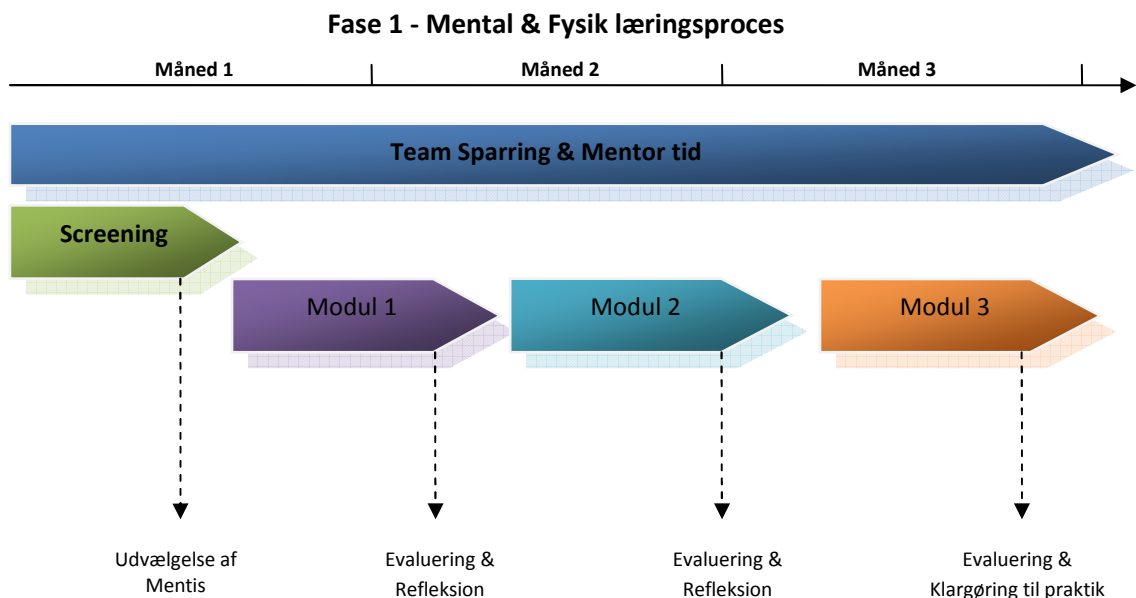 Fase 1 - Mental & Fysik læringsproces
Måned 1
Måned 2
Måned 3
Team Sparring & Mentor tid
Screening
Modul 1
Modul 2
Modul 3
Udvælgelse af
Mentis
Evaluering &
Refleksion
Evaluering &
Refleksion
Evaluering &
Klargøring til praktik